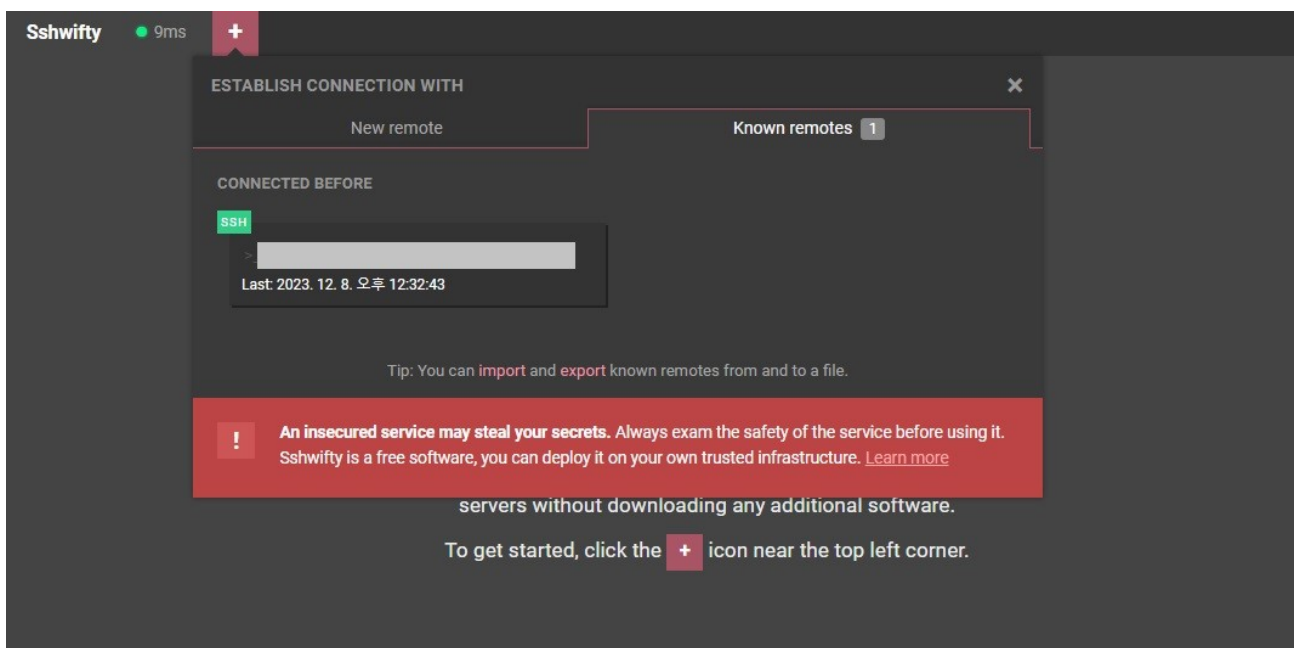 Sshwifty 9ms +
ESTABLISH CONNECTION WITH ×
New remote Known remotes 1
CONNECTED BEFORE
SSH
>_
Last: 2023. 12. 8. 오후 12:32:43
Tip: You can import and export known remotes from and to a file.
! An insecured service may steal your secrets. Always exam the safety of the service before using it.
Sshwifty is a free software, you can deploy it on your own trusted infrastructure. Learn more
servers without downloading any additional software.
To get started, click the + icon near the top left corner.